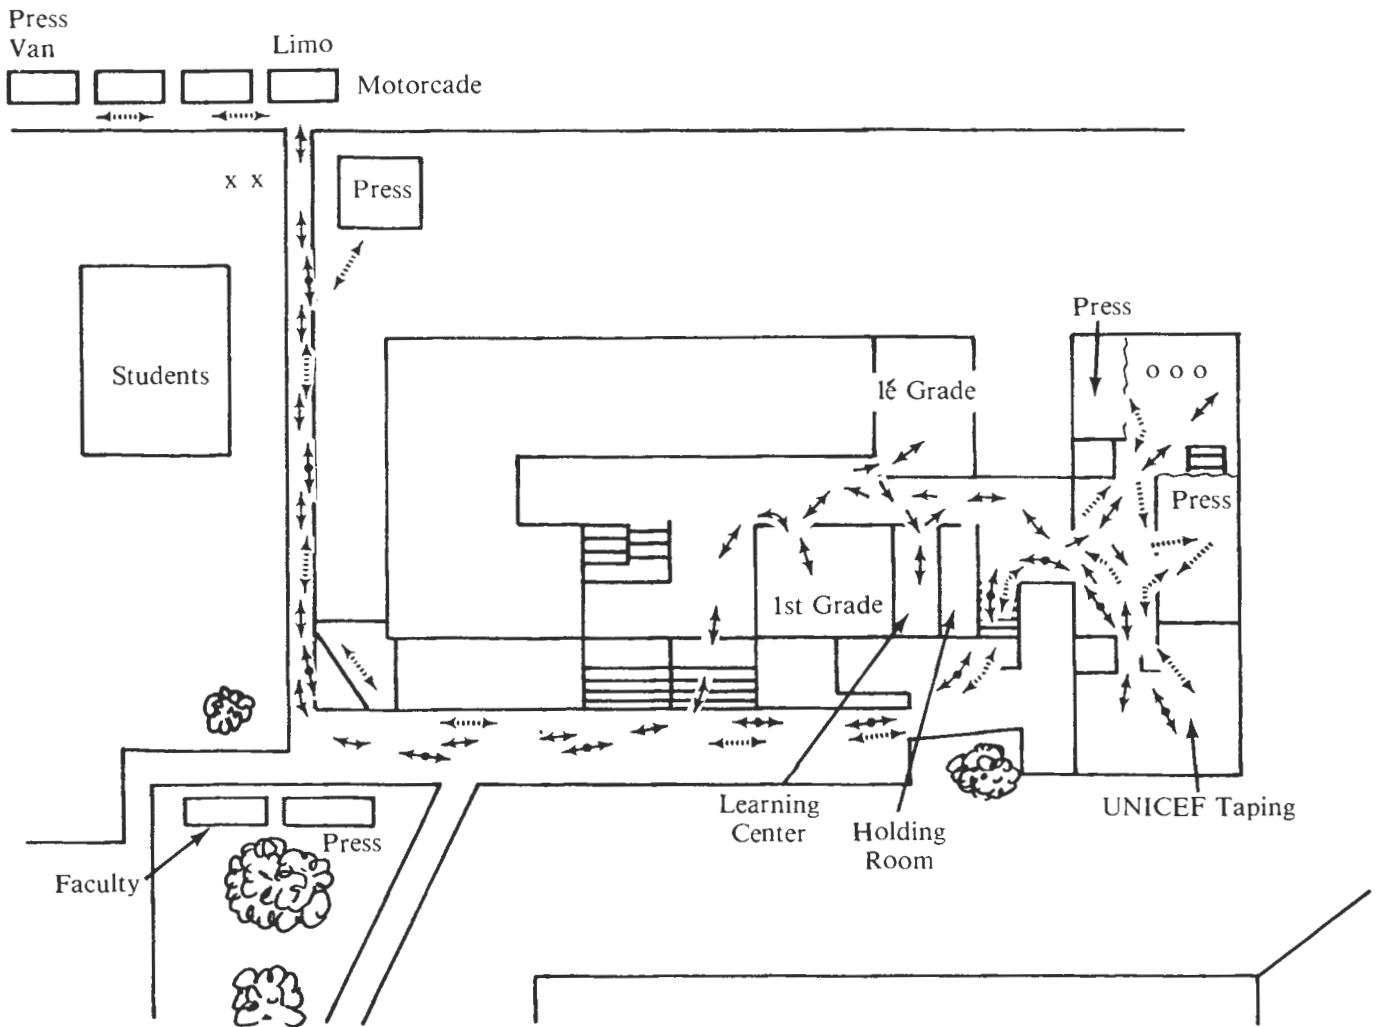 Press
Van
Limo
Motorcade
x x
Press
Students
Press
o o o
1é Grade
Press
1st Grade
Learning
Center
Holding
Room
UNICEF Taping
Press
Faculty